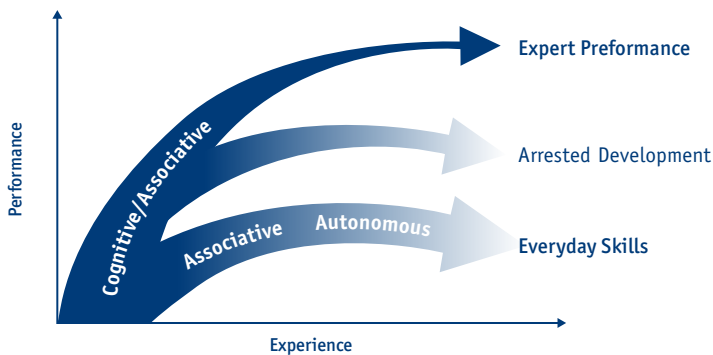 Expert Preformance
Performance
Cognitive/Associative
Arrested Development
Associative
Autonomous
Everyday Skills
Experience